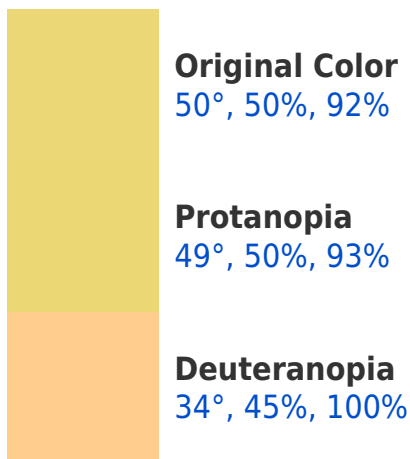 Original Color
50°, 50%, 92%
Protanopia
49°, 50%, 93%
Deuteranopia
34°, 45%, 100%